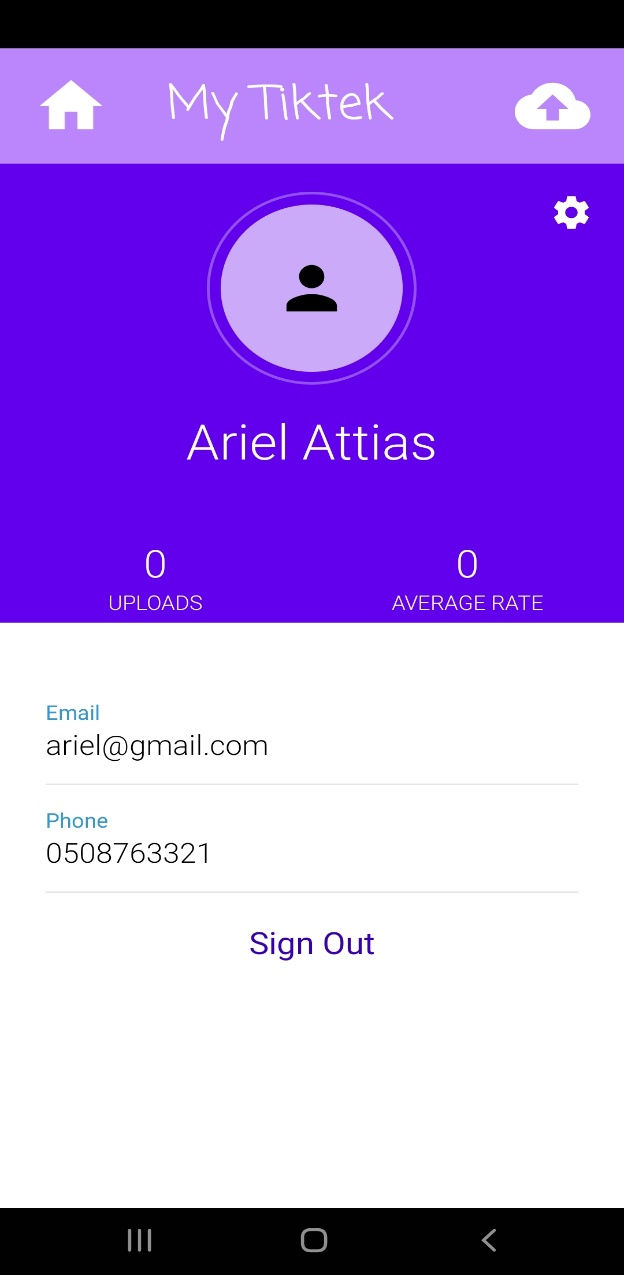 My Tiktek
Ariel Attias
0 0
UPLOADS AVERAGE RATE
Email
ariel@gmail.com
Phone
0508763321
Sign Out